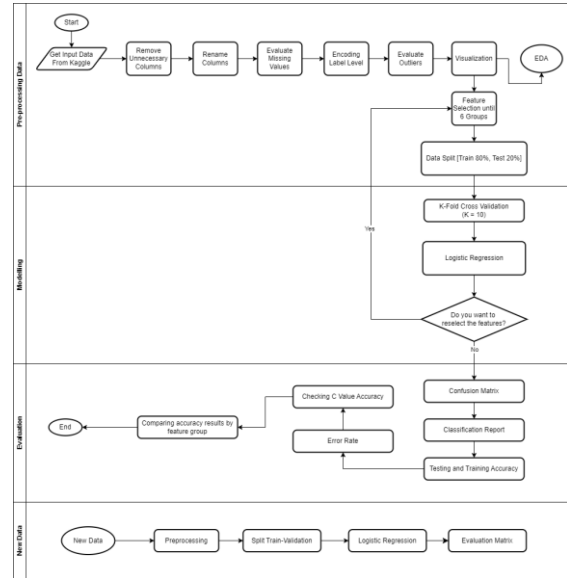 Pre-processing Data
Start
Get Input Data
From Kaggle
Remove
Unnecessary
Columns
Rename
Columns
Evaluate
Missing
Values
Encoding
Label Level
Evaluate
Outliers
Visualization
EDA
Feature
Selection until
6 Groups
Data Split [Train 80%, Test 20%]
Modelling
K-Fold Cross Validation
(K = 10)
Logistic Regression
Do you want to
reselect the features?
Yes
No
Evaluation
Confusion Matrix
Classification Report
Testing and Training Accuracy
Error Rate
Checking C Value Accuracy
Comparing accuracy results by
feature group
End
New Data
New Data
Preprocessing
Split Train-Validation
Logistic Regression
Evaluation Matrix